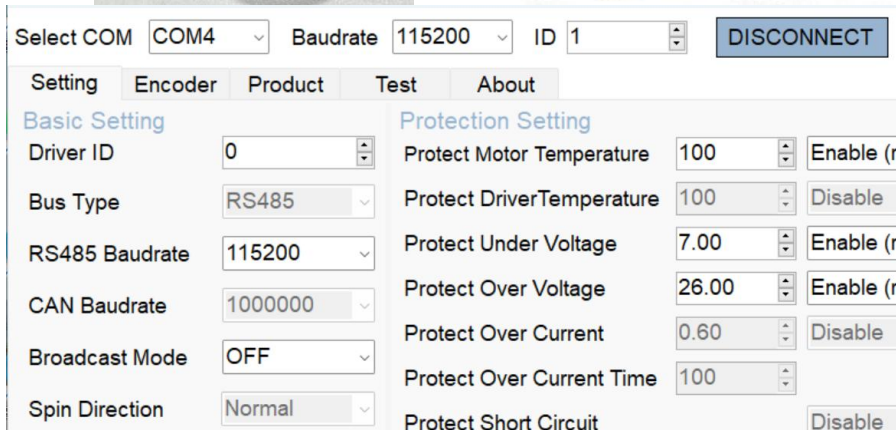 Select COM COM4 Baudrate 115200 ID 1 DISCONNECT
Setting Encoder Product Test About
Basic Setting
Driver ID 0
Bus Type RS485
RS485 Baudrate 115200
CAN Baudrate 1000000
Broadcast Mode OFF
Spin Direction Normal
Protection Setting
Protect Motor Temperature 100 Enable (r
Protect DriverTemperature 100 Disable
Protect Under Voltage 7.00 Enable (r
Protect Over Voltage 26.00 Enable (r
Protect Over Current 0.60 Disable
Protect Over Current Time 100
Protect Short Circuit Disable